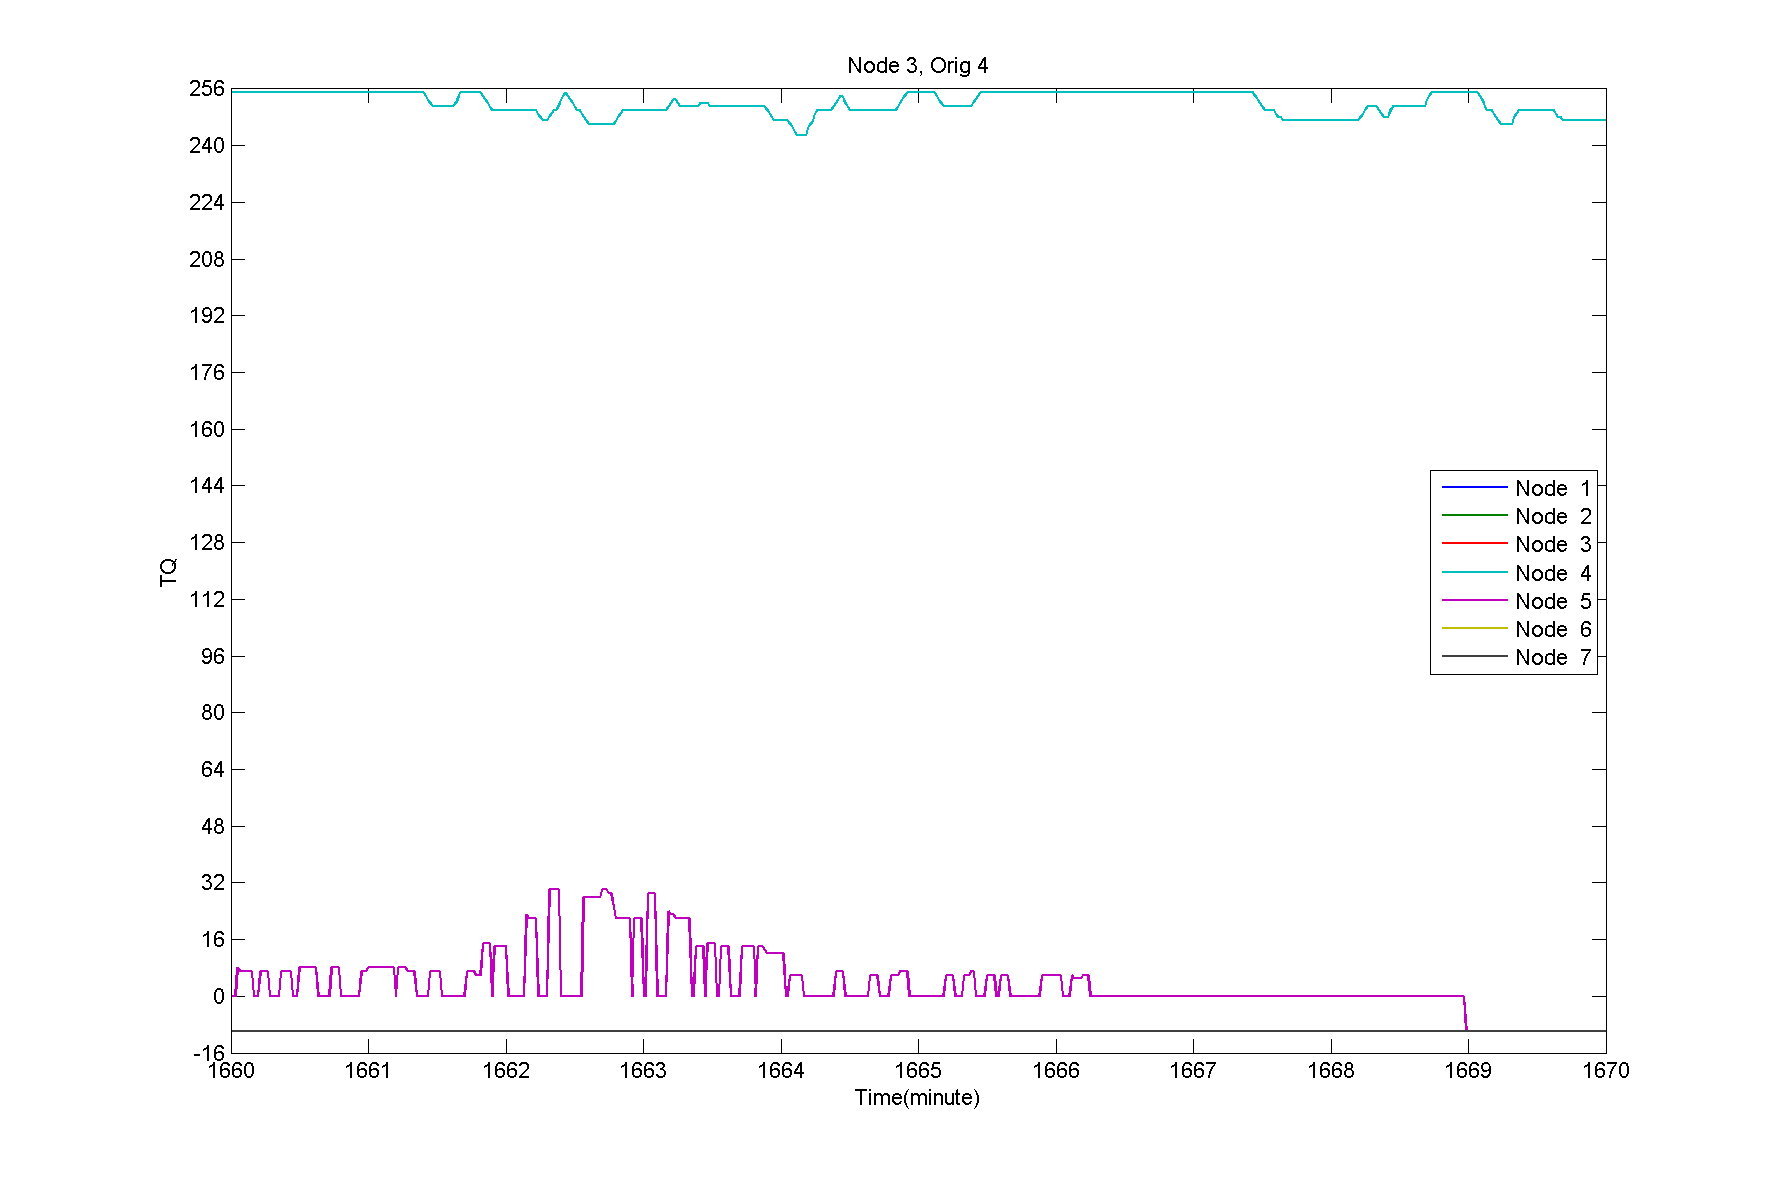 Node 3, Orig 4
256
240
224
208
192
176
160
144
128
112
96
80
64
48
32
16
0
-16
TQ
Node 1
Node 2
Node 3
Node 4
Node 5
Node 6
Node 7
1660 1661 1662 1663 1664 1665 1666 1667 1668 1669 1670
Time(minute)